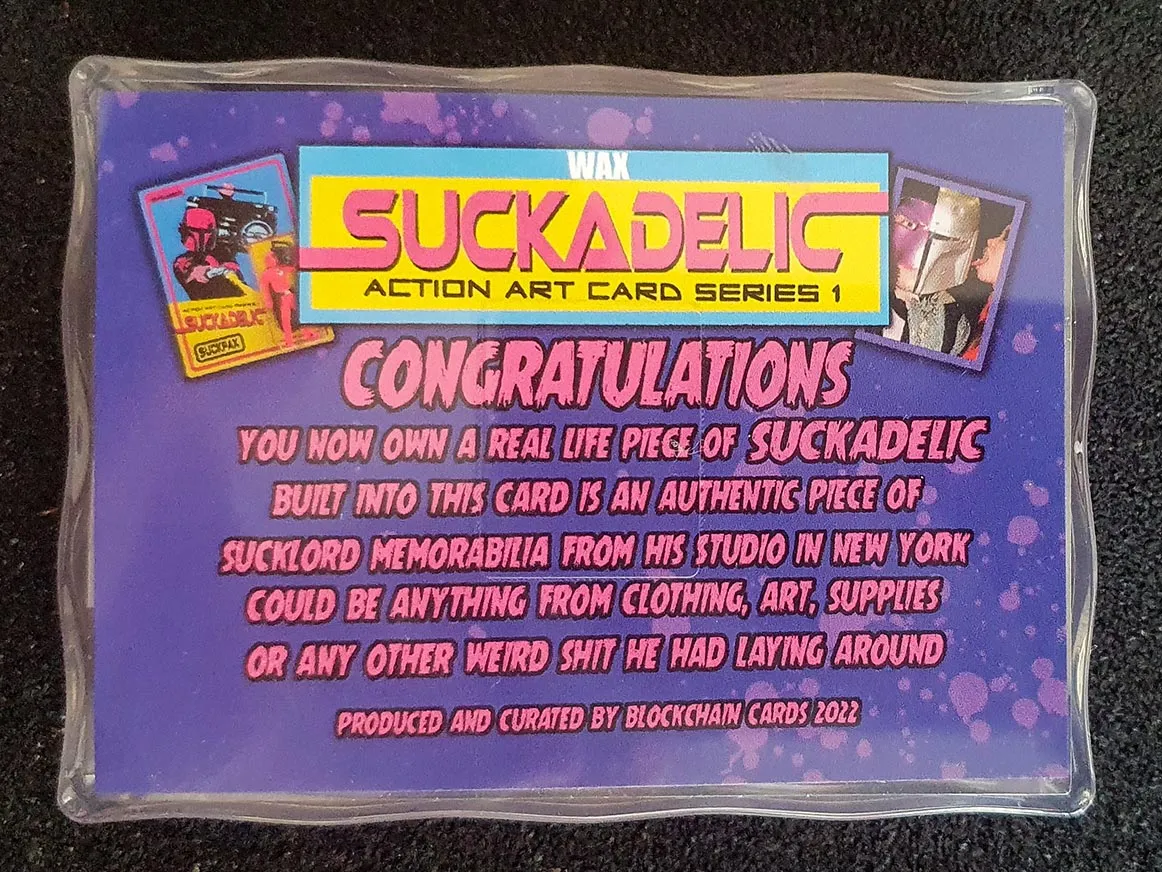 WAX
SUCKADELIC
ACTION ART CARD SERIES 1
SUCKADELIC
SUCKPAX
CONGRATULATIONS
YOU NOW OWN A REAL LIFE PIECE OF SUCKADELIC
BUILT INTO THIS CARD IS AN AUTHENTIC PIECE OF
SUCKLORD MEMORABILIA FROM HIS STUDIO IN NEW YORK
COULD BE ANYTHING FROM CLOTHING, ART, SUPPLIES
OR ANY OTHER WEIRD SHIT HE HAD LAYING AROUND
PRODUCED AND CURATED BY BLOCKCHAIN CARDS 2022